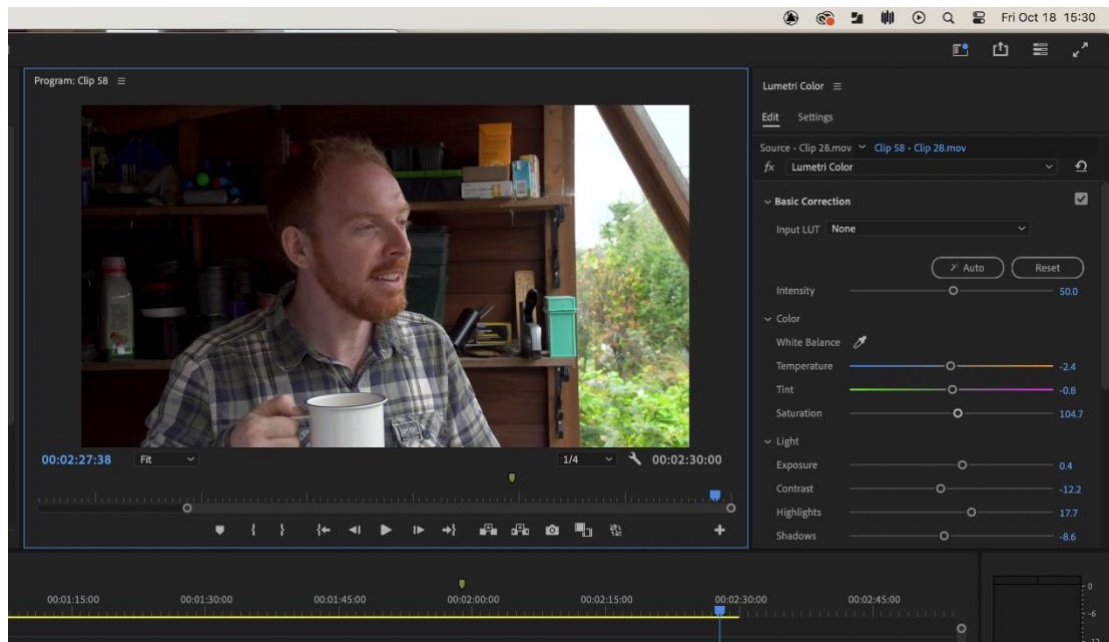 Fri Oct 18 15:30
Program: Clip 58
00:02:27:38 Fit 1/4 00:02:30:00
Lumetri Color
Edit Settings
Source - Clip 28.mov Clip 58 - Clip 28.mov
fx Lumetri Color
Basic Correction
Input LUT None
Auto Reset
Intensity 50.0
Color
White Balance
Temperature -2.4
Tint -0.8
Saturation 104.7
Light
Exposure 0.4
Contrast -12.2
Highlights 17.7
Shadows -8.6
00:01:15:00 00:01:30:00 00:01:45:00 00:02:00:00 00:02:15:00 00:02:30:00 00:02:45:00
0
-6
-12